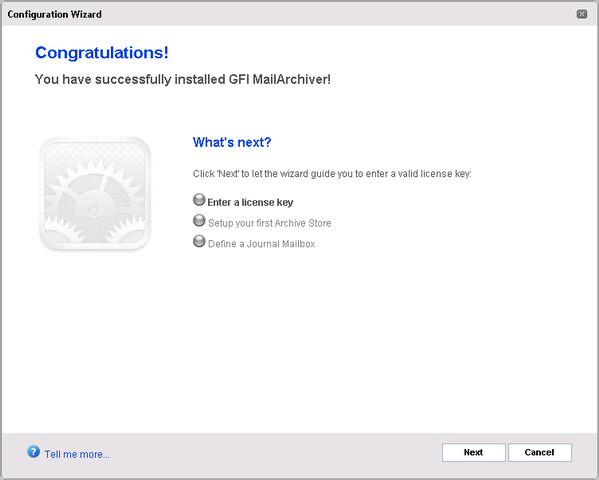 Configuration Wizard
Congratulations!
You have successfully installed GFI MailArchiver!
What's next?
Click 'Next' to let the wizard guide you to enter a valid license key:
Enter a license key
Setup your first Archive Store
Define a Journal Mailbox
? Tell me more...
Next
Cancel